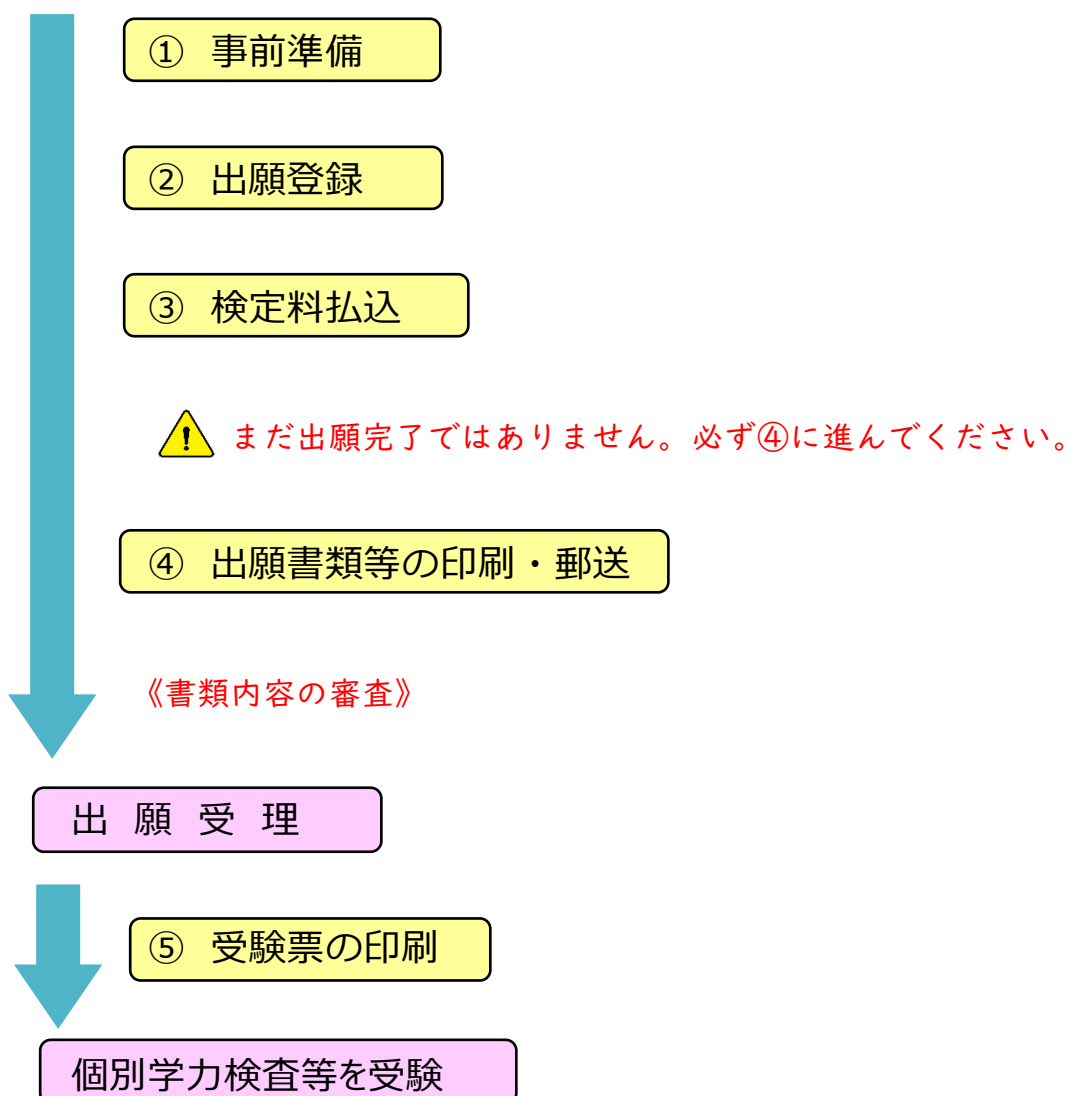 ① 事前準備
② 出願登録
③ 検定料払込
まだ出願完了ではありません。必ず④に進んでください。
④ 出願書類等の印刷・郵送
《書類内容の審査》
出 願 受 理
⑤ 受験票の印刷
個別学力検査等を受験